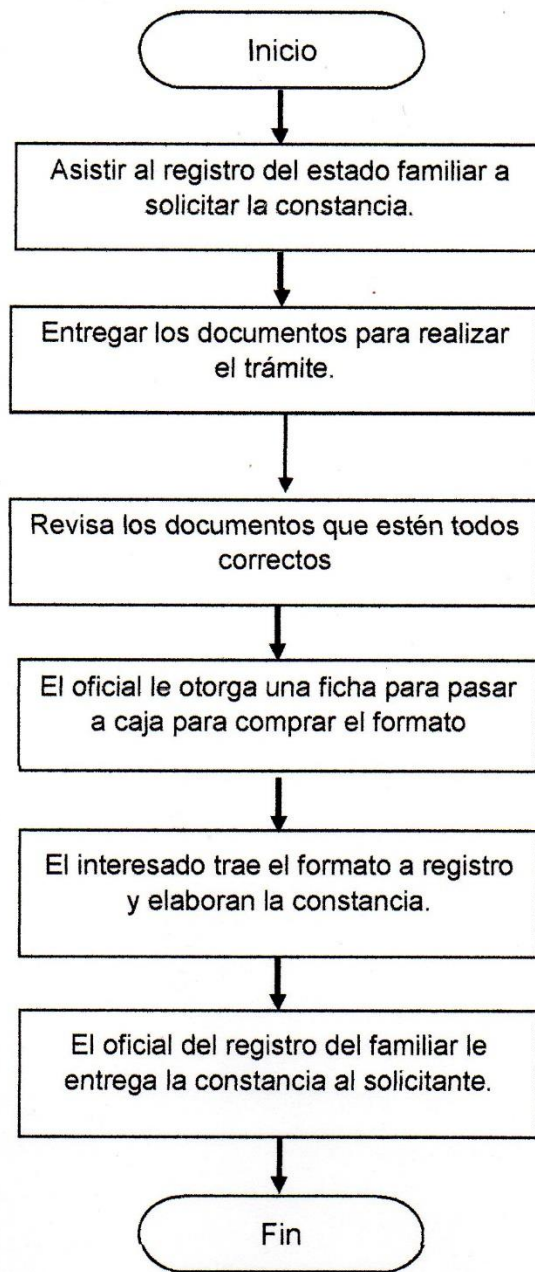 Inicio
Asistir al registro del estado familiar a
solicitar la constancia.
Entregar los documentos para realizar
el trámite.
Revisa los documentos que estén todos
correctos
El oficial le otorga una ficha para pasar
a caja para comprar el formato
El interesado trae el formato a registro
y elaboran la constancia.
El oficial del registro del familiar le
entrega la constancia al solicitante.
Fin